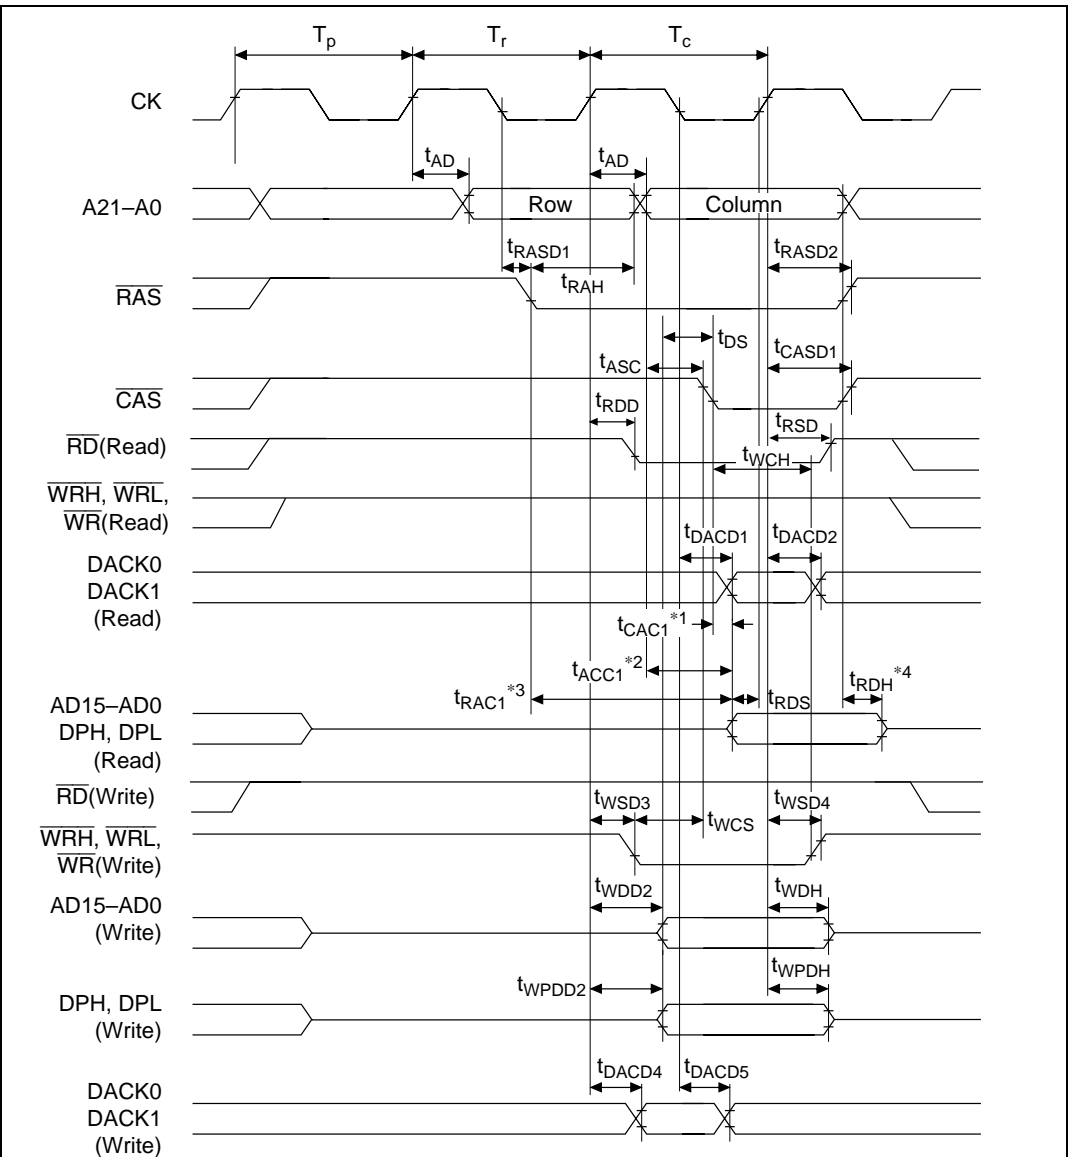 Tp Tr Tc
CK
tAD tAD
A21–A0 Row Column
tRASD1 tRASD2
RAS tRAH
tDS
tASC tCASD1
CAS
tRDD tRSD
RD(Read)
tWCH
WRH, WRL,
WR(Read)
tDACD1 tDACD2
DACK0
DACK1
(Read)
tCAC1*1
tACC1*2
tRAC1*3 tRDS tRDH*4
AD15–AD0
DPH, DPL
(Read)
RD(Write)
tWSD3 tWCS tWSD4
WRH, WRL,
WR(Write)
tWDD2 tWDH
AD15–AD0
(Write)
tWPDD2 tWPDH
DPH, DPL
(Write)
tDACD4 tDACD5
DACK0
DACK1
(Write)